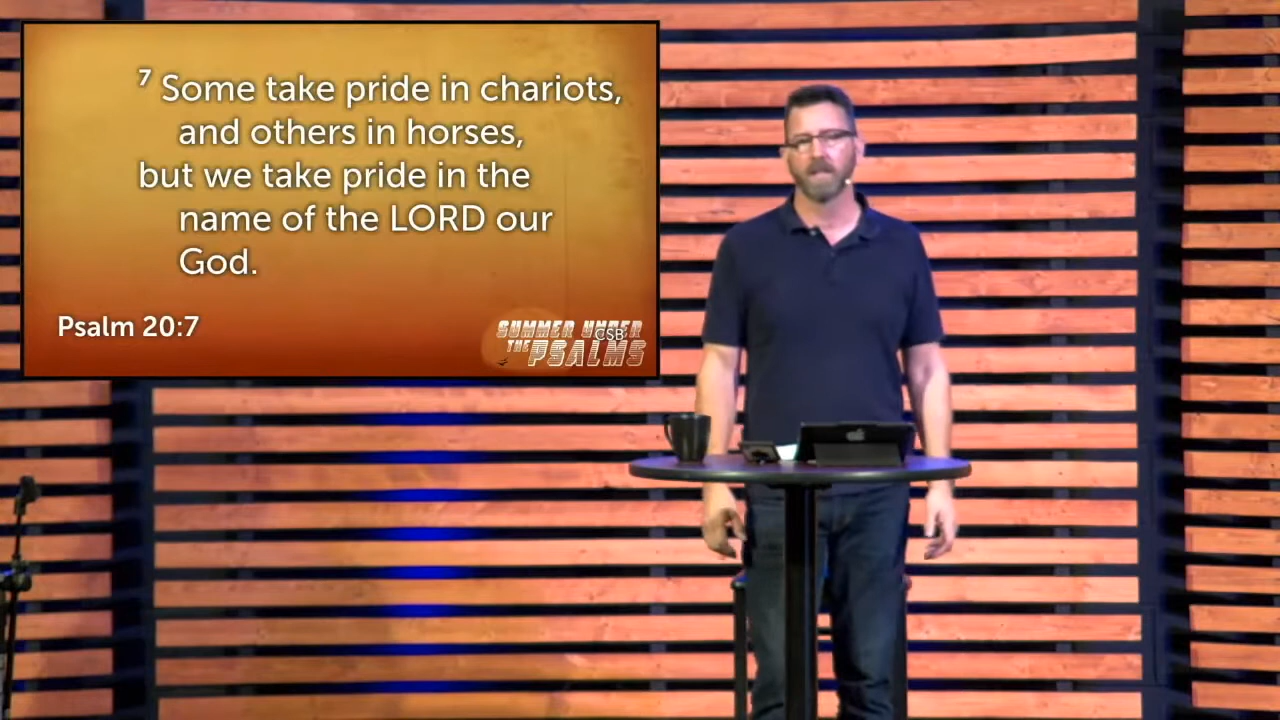 7 Some take pride in chariots,
and others in horses,
but we take pride in the
name of the LORD our
God.
Psalm 20:7
SUMMER UNDER
CSB
THE PSALMS